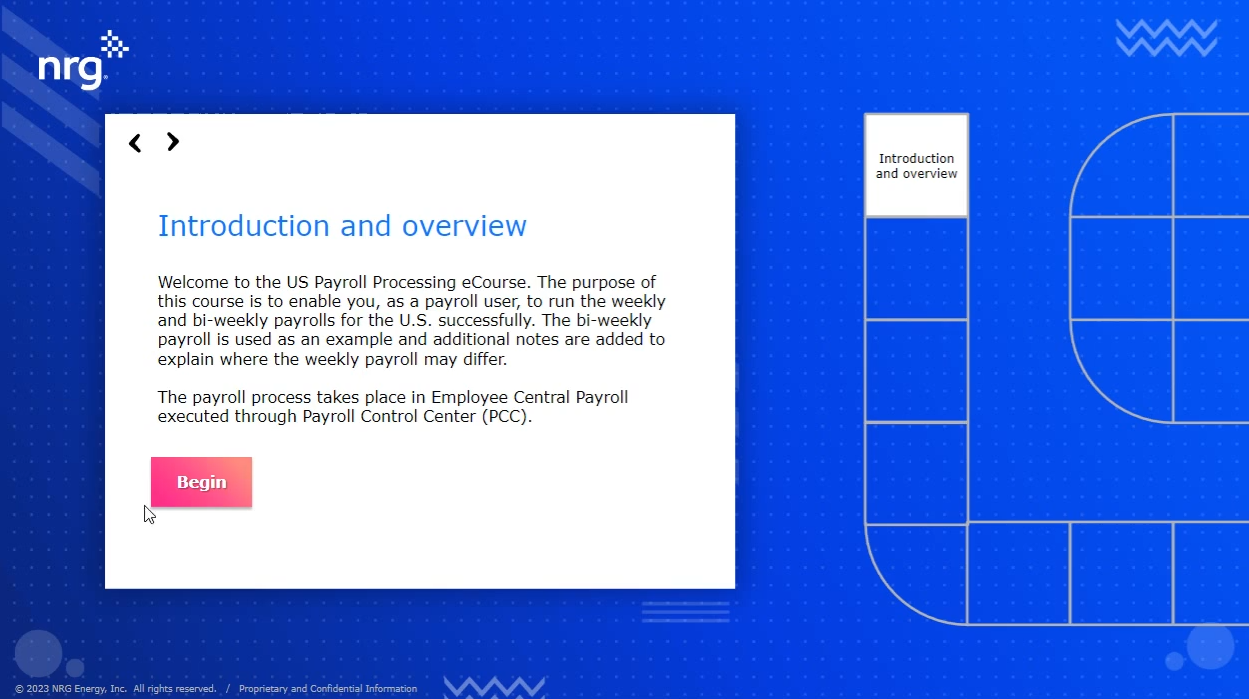 nrg
Introduction and overview
Welcome to the US Payroll Processing eCourse. The purpose of
this course is to enable you, as a payroll user, to run the weekly
and bi-weekly payrolls for the U.S. successfully. The bi-weekly
payroll is used as an example and additional notes are added to
explain where the weekly payroll may differ.
The payroll process takes place in Employee Central Payroll
executed through Payroll Control Center (PCC).
Begin
Introduction
and overview
© 2023 NRG Energy, Inc. All rights reserved. / Proprietary and Confidential Information